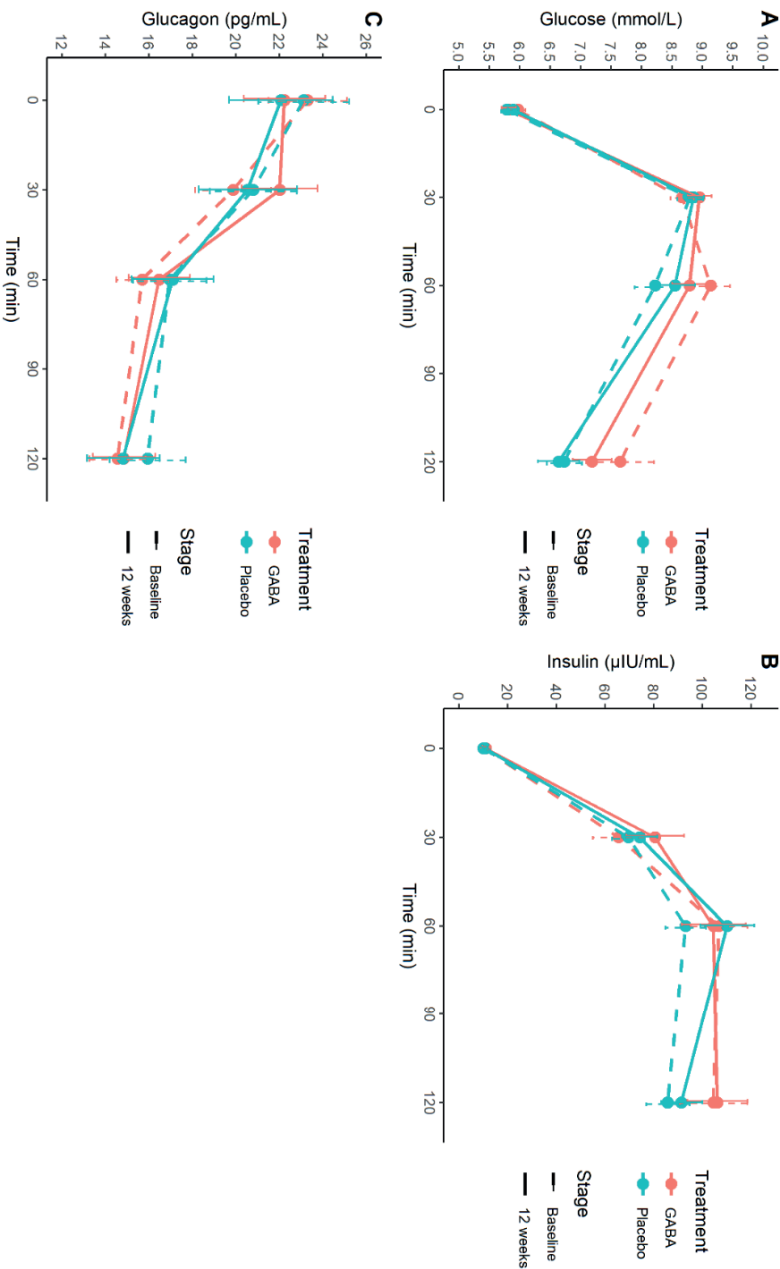 A
Glucose (mmol/L)
10.0
9.5
9.0
8.5
8.0
7.5
7.0
6.5
6.0
5.5
5.0
0
30
60
90
120
Time (min)
Treatment
GABA
Placebo
Stage
Baseline
12 weeks
B
Insulin (µIU/mL)
120
100
80
60
40
20
0
0
30
60
90
120
Time (min)
Treatment
GABA
Placebo
Stage
Baseline
12 weeks
C
Glucagon (pg/mL)
26
24
22
20
18
16
14
12
0
30
60
90
120
Time (min)
Treatment
GABA
Placebo
Stage
Baseline
12 weeks